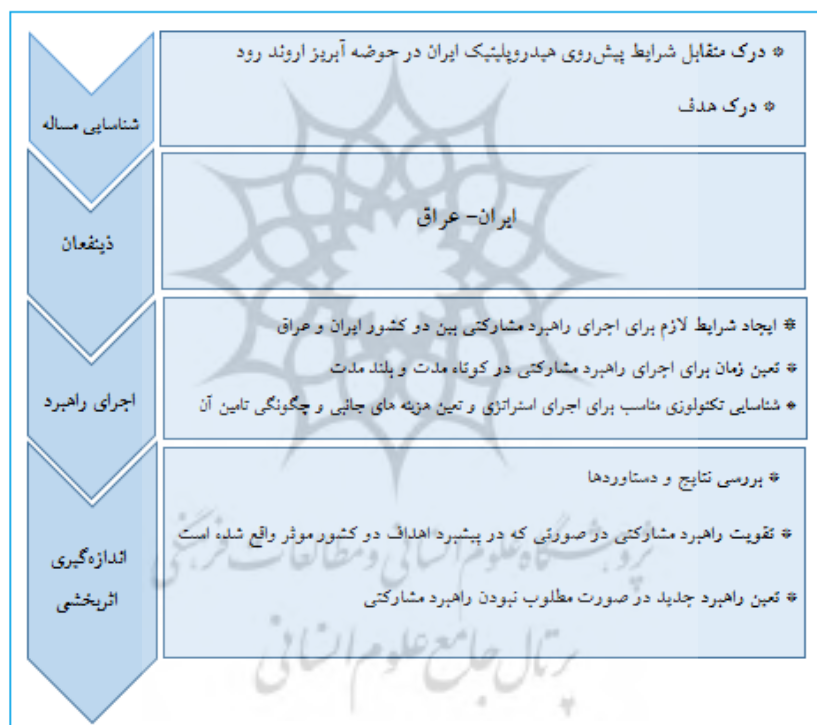 شناسایی مساله
* درک متقابل شرایط پیش‌روی هیدروپلیتیک ایران در حوضه آبریز اروند رود
* درک هدف
ذینفعان
ایران- عراق
اجرای راهبرد
* ایجاد شرایط لازم برای اجرای راهبرد مشارکتی بین دو کشور ایران و عراق
* تعین زمان برای اجرای راهبرد مشارکتی در کوتاه مدت و بلند مدت
* شناسایی تکنولوزی مناسب برای اجرای استراتزی و تعین هزینه های جانبی و چگونگی تامین آن
اندازه‌گیری
اثربخشی
* بررسی نتایج و دستاوردها
* تقویت راهبرد مشارکتی در صورتی که در پیشبرد اهداف دو کشور موثر واقع شده است
* تعین راهبرد جدید در صورت مطلوب نبودن راهبرد مشارکتی
پژوهشگاه علوم انسانی و مطالعات فرهنگی
پرتال جامع علوم انسانی